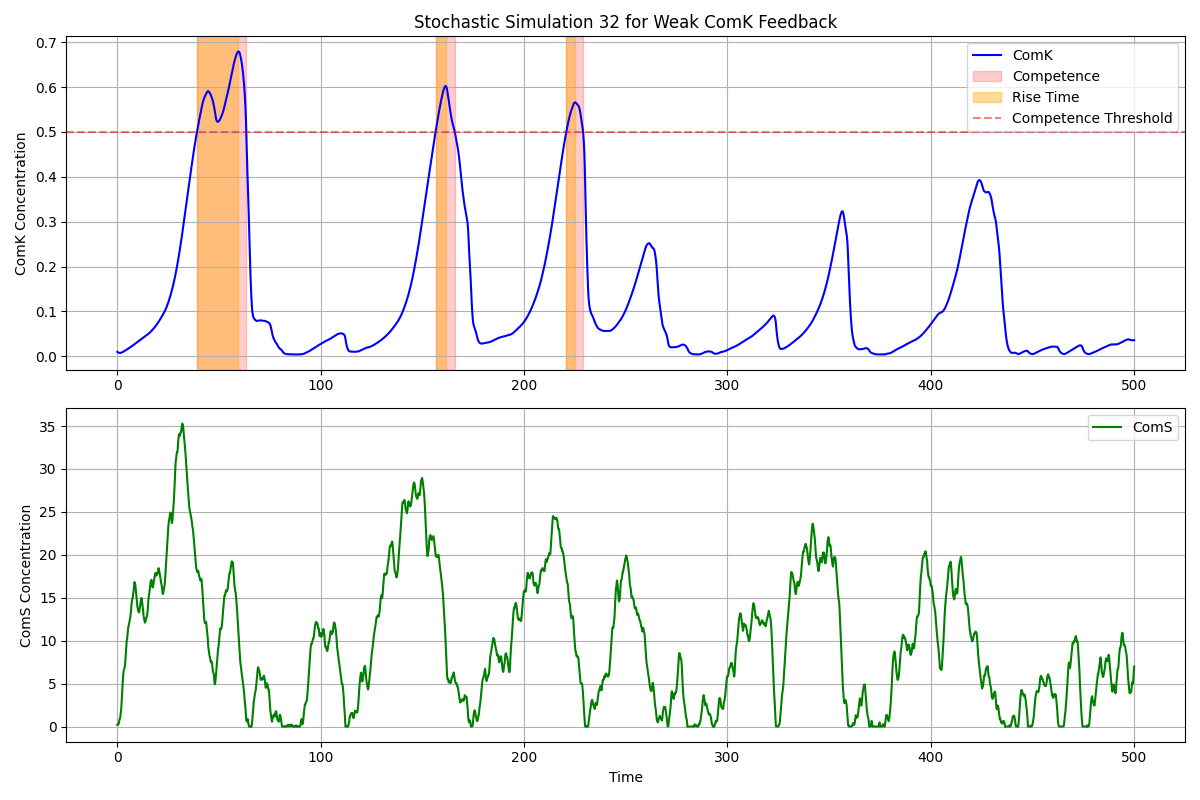 Stochastic Simulation 32 for Weak ComK Feedback
ComK Concentration
0.7
0.6
0.5
0.4
0.3
0.2
0.1
0.0
ComK
Competence
Rise Time
Competence Threshold
0 100 200 300 400 500
ComS Concentration
35
30
25
20
15
10
5
0
ComS
0 100 200 300 400 500
Time